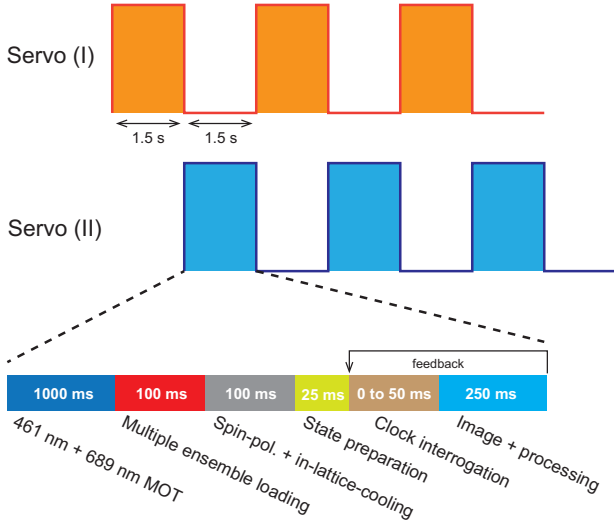 Servo (I)
1.5 s
1.5 s
Servo (II)
feedback
1000 ms
100 ms
100 ms
25 ms
0 to 50 ms
250 ms
461 nm + 689 nm MOT
Multiple ensemble loading
Spin-pol. + in-lattice-cooling
State preparation
Clock interrogation
Image + processing